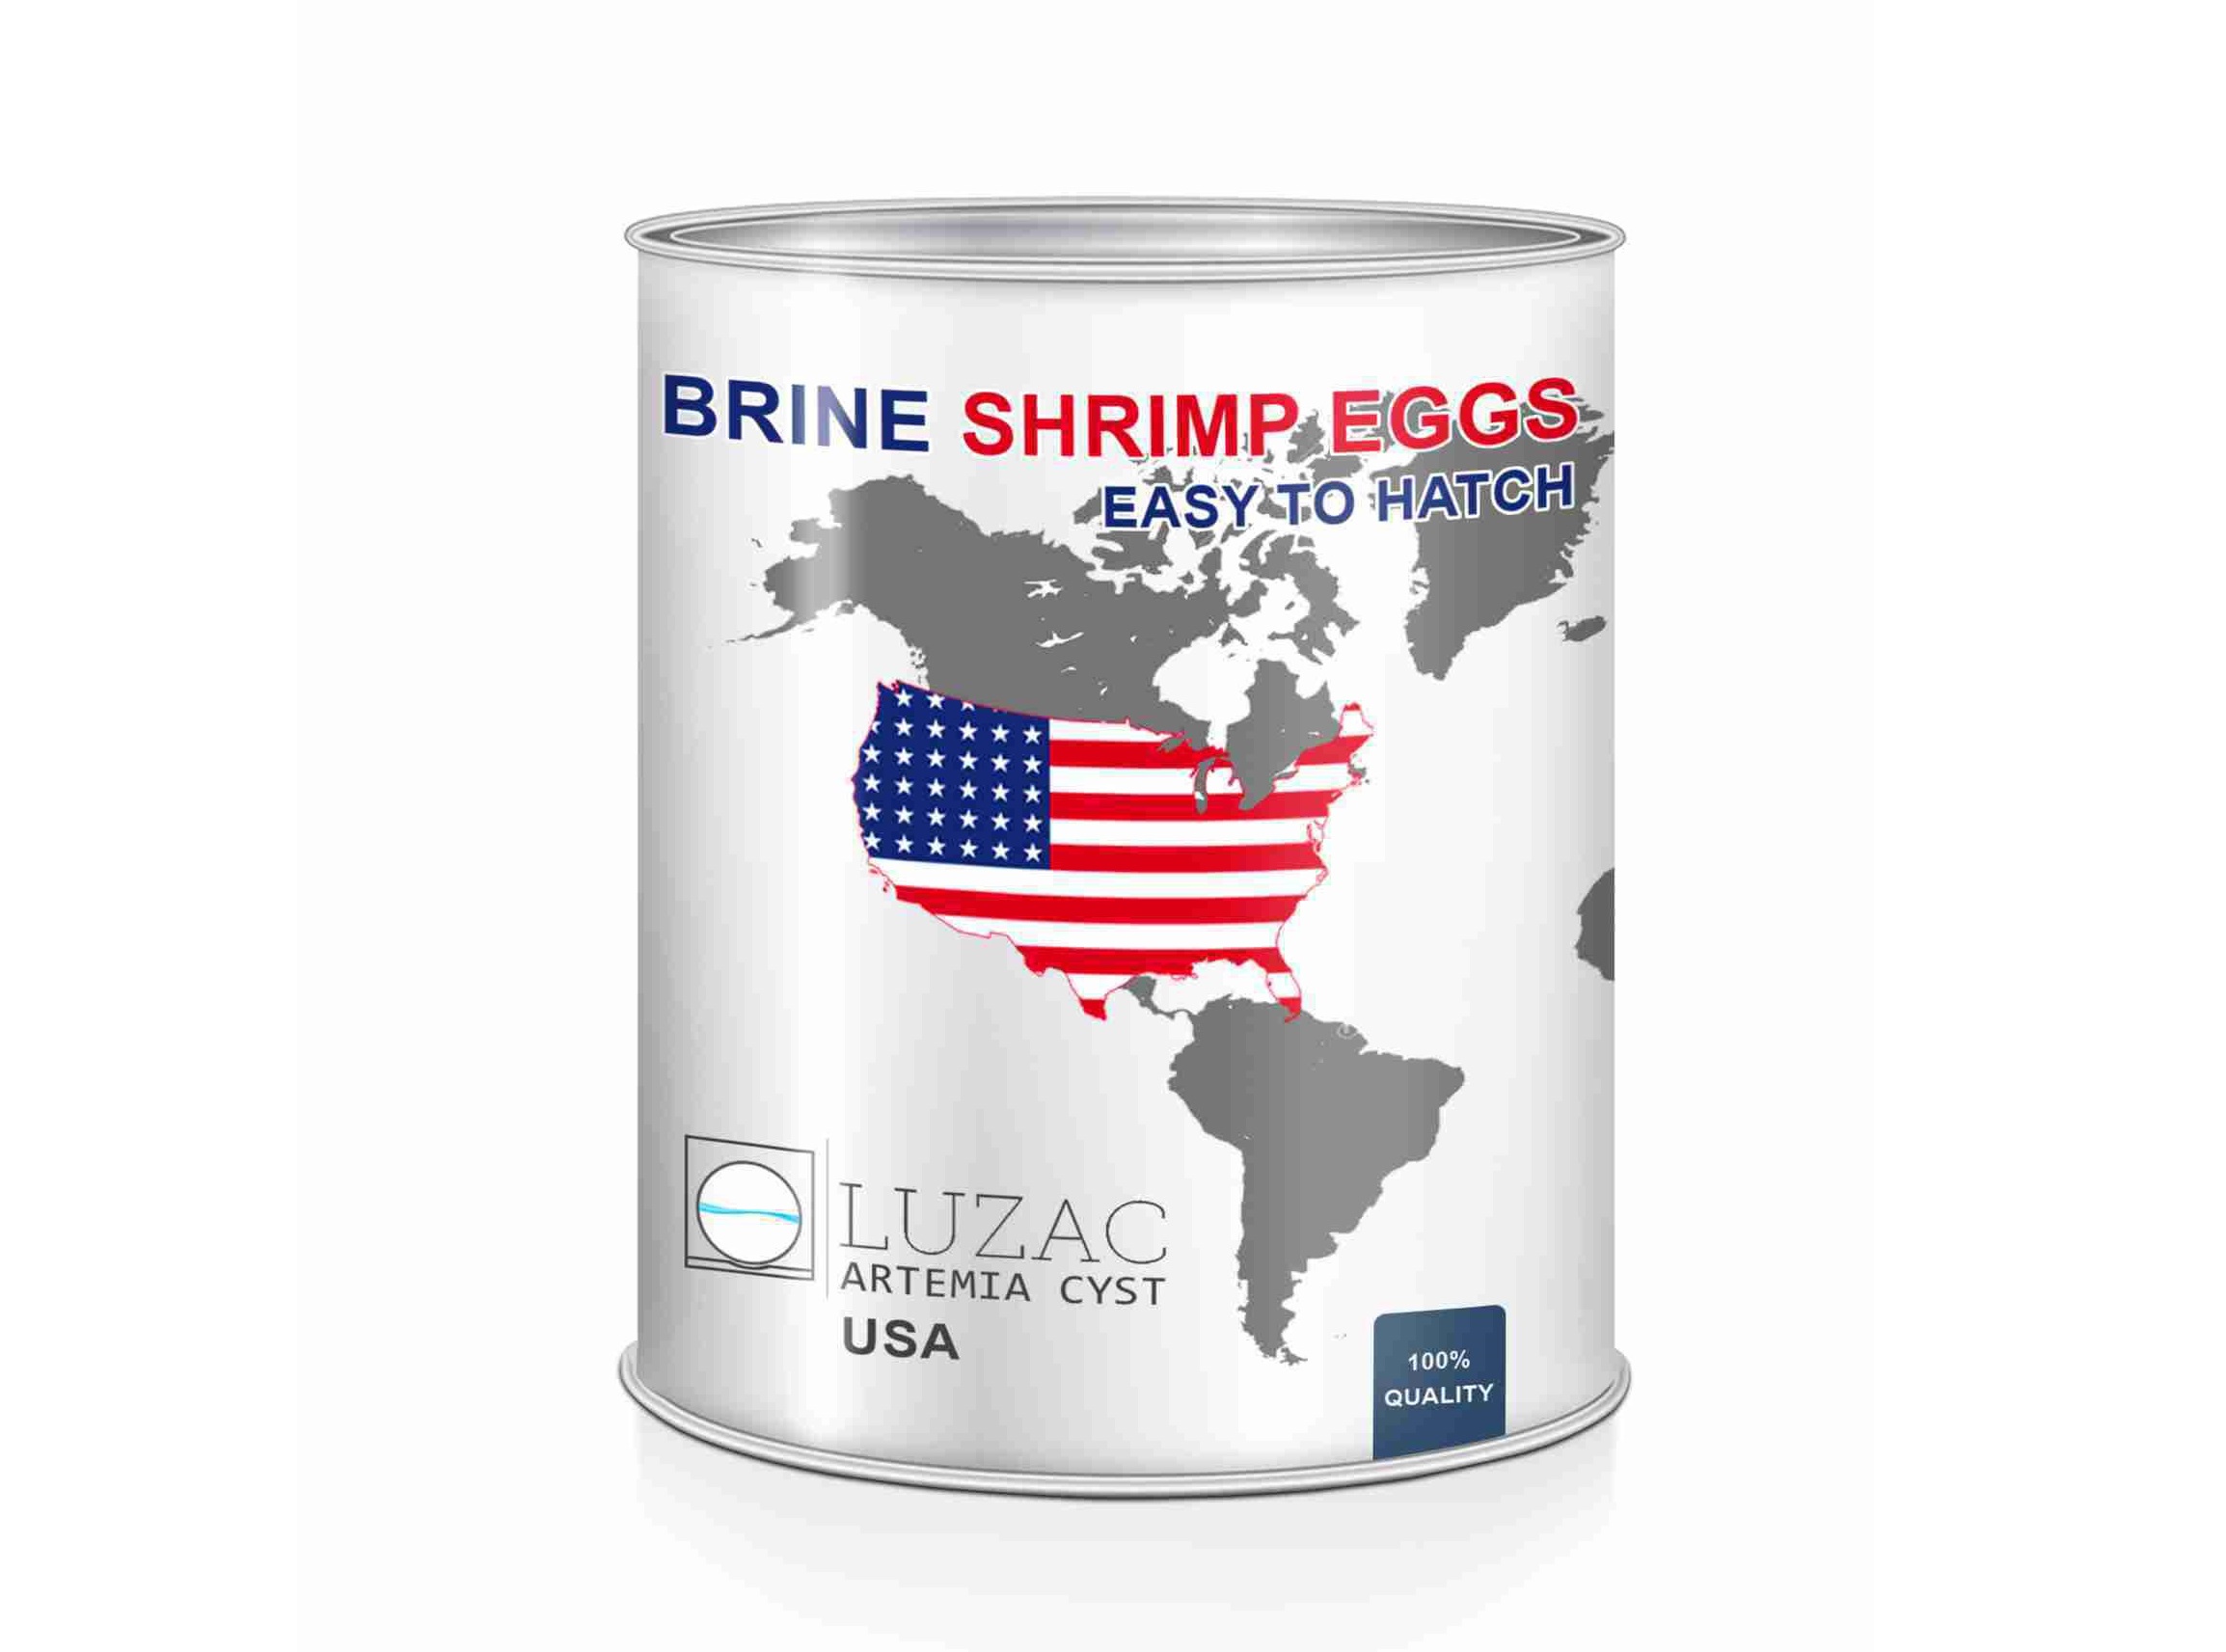 BRINE SHRIMP EGGS
EASY TO HATCH
LUZAC
ARTEMIA CYST
USA
100%
QUALITY